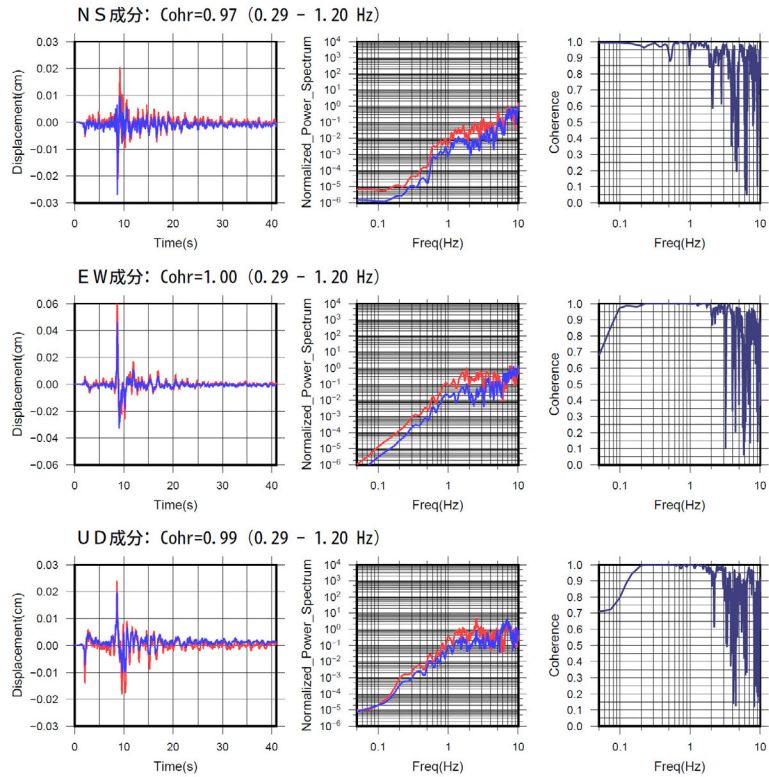 ＮＳ成分: Cohr=0.97 (0.29 - 1.20 Hz)
Displacement(cm)
0.03
0.02
0.01
0.00
−0.01
−0.02
−0.03
0 10 20 30 40
Time(s)
Normalized_Power_Spectrum
10⁴
10³
10²
10¹
10⁰
10⁻¹
10⁻²
10⁻³
10⁻⁴
10⁻⁵
10⁻⁶
0.1 1 10
Freq(Hz)
Coherence
1.0
0.9
0.8
0.7
0.6
0.5
0.4
0.3
0.2
0.1
0.0
0.1 1 10
Freq(Hz)
ＥＷ成分: Cohr=1.00 (0.29 - 1.20 Hz)
Displacement(cm)
0.06
0.04
0.02
0.00
−0.02
−0.04
−0.06
0 10 20 30 40
Time(s)
Normalized_Power_Spectrum
10⁴
10³
10²
10¹
10⁰
10⁻¹
10⁻²
10⁻³
10⁻⁴
10⁻⁵
10⁻⁶
0.1 1 10
Freq(Hz)
Coherence
1.0
0.9
0.8
0.7
0.6
0.5
0.4
0.3
0.2
0.1
0.0
0.1 1 10
Freq(Hz)
ＵＤ成分: Cohr=0.99 (0.29 - 1.20 Hz)
Displacement(cm)
0.03
0.02
0.01
0.00
−0.01
−0.02
−0.03
0 10 20 30 40
Time(s)
Normalized_Power_Spectrum
10⁴
10³
10²
10¹
10⁰
10⁻¹
10⁻²
10⁻³
10⁻⁴
10⁻⁵
10⁻⁶
0.1 1 10
Freq(Hz)
Coherence
1.0
0.9
0.8
0.7
0.6
0.5
0.4
0.3
0.2
0.1
0.0
0.1 1 10
Freq(Hz)